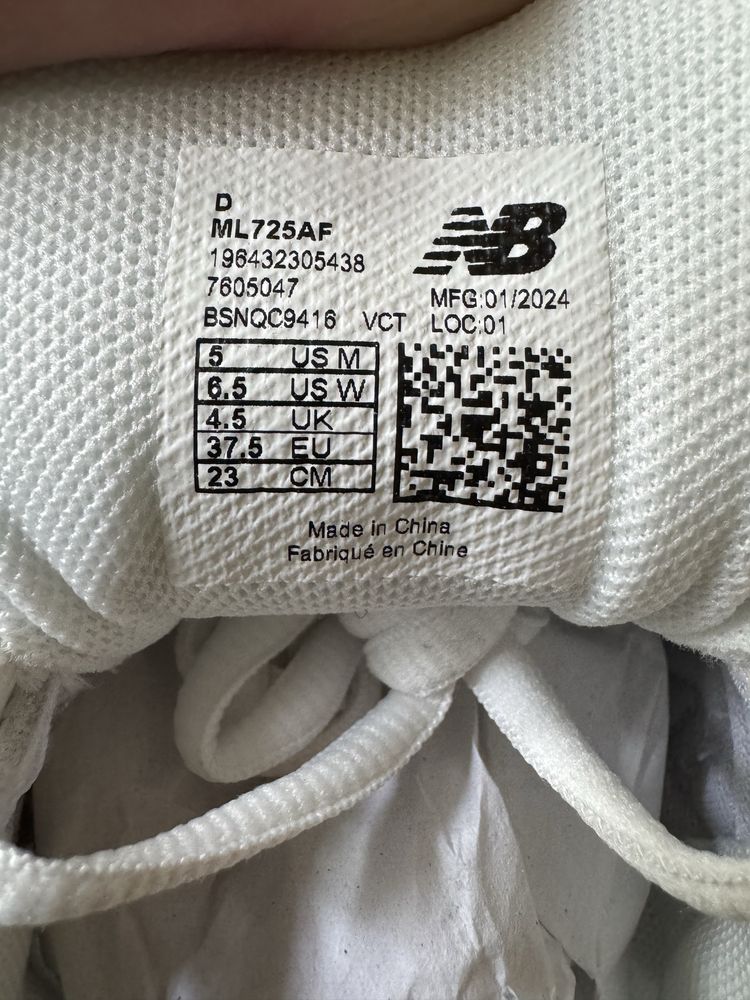 D
ML725AF
196432305438
7605047
BSNQC9416 VCT
NB
MFG:01/2024
LOC:01
5 US M
6.5 US W
4.5 UK
37.5 EU
23 CM
Made in China
Fabriqué en Chine